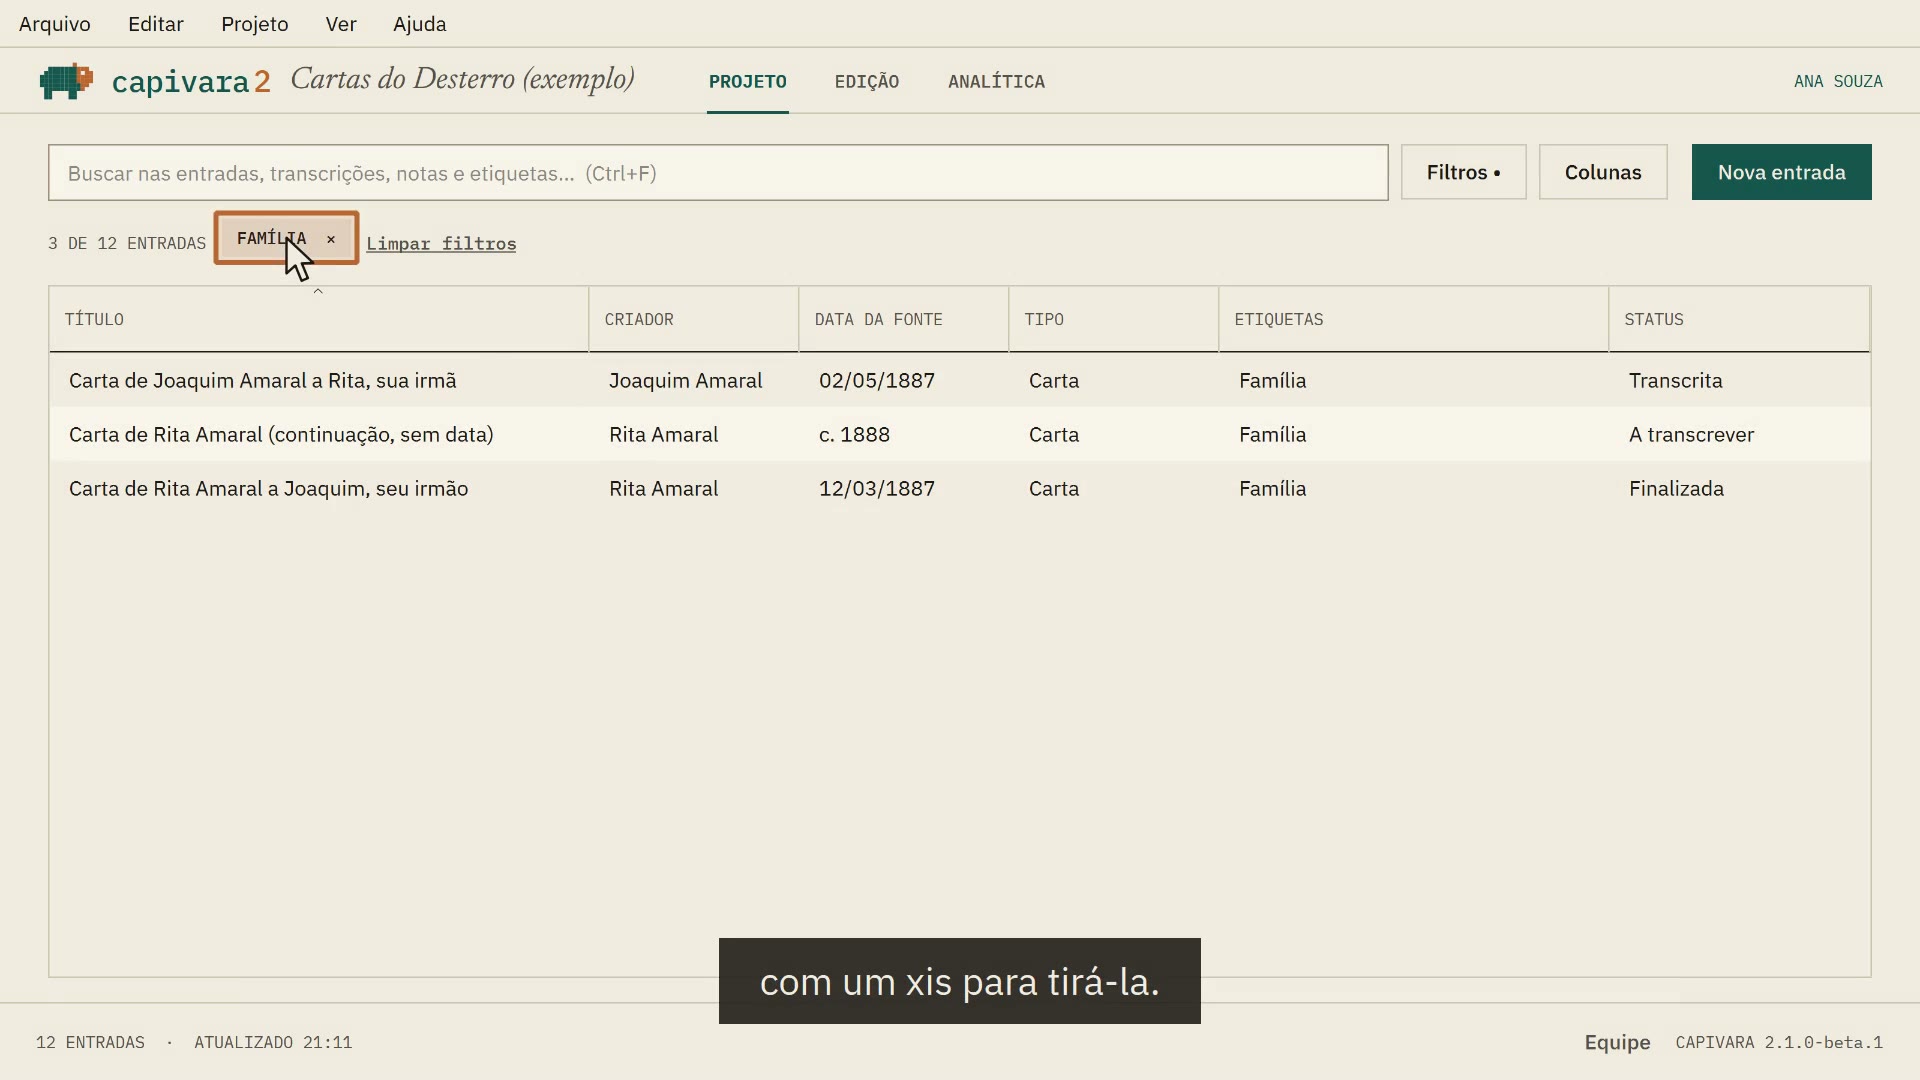 Arquivo Editar Projeto Ver Ajuda
capivara2 Cartas do Desterro (exemplo) PROJETO EDIÇÃO ANALÍTICA ANA SOUZA
Buscar nas entradas, transcrições, notas e etiquetas... (Ctrl+F) Filtros • Colunas Nova entrada
3 DE 12 ENTRADAS FAMÍLIA × Limpar filtros
TÍTULO CRIADOR DATA DA FONTE TIPO ETIQUETAS STATUS
Carta de Joaquim Amaral a Rita, sua irmã Joaquim Amaral 02/05/1887 Carta Família Transcrita
Carta de Rita Amaral (continuação, sem data) Rita Amaral c. 1888 Carta Família A transcrever
Carta de Rita Amaral a Joaquim, seu irmão Rita Amaral 12/03/1887 Carta Família Finalizada
com um xis para tirá-la.
12 ENTRADAS · ATUALIZADO 21:11 Equipe CAPIVARA 2.1.0-beta.1